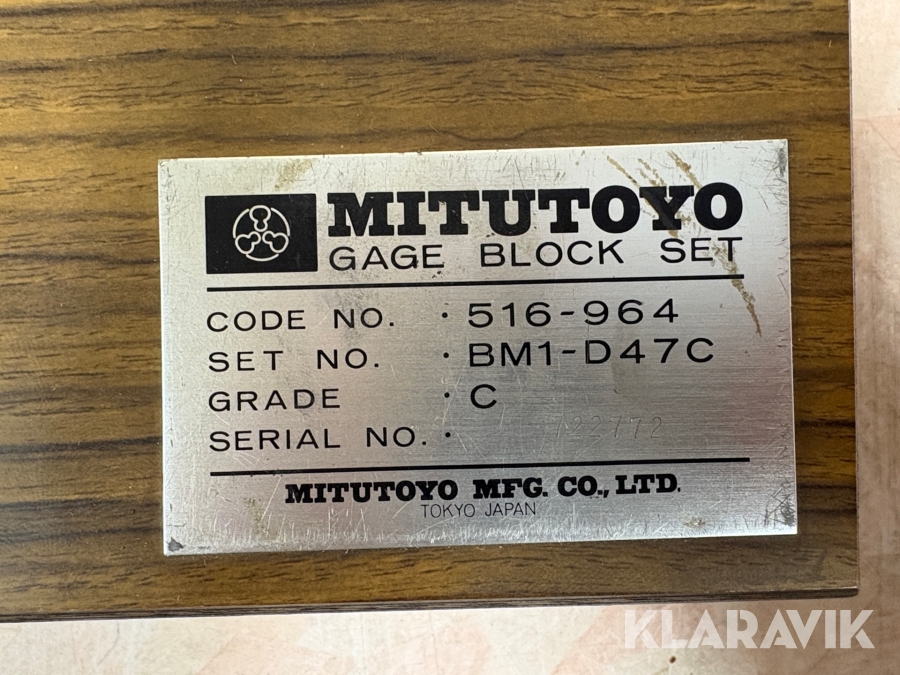 MITUTOYO
GAGE BLOCK SET
CODE NO. · 516-964
SET NO. · BM1-D47C
GRADE · C
SERIAL NO. · 722772
MITUTOYO MFG. CO., LTD.
TOKYO JAPAN
KLARAVIK